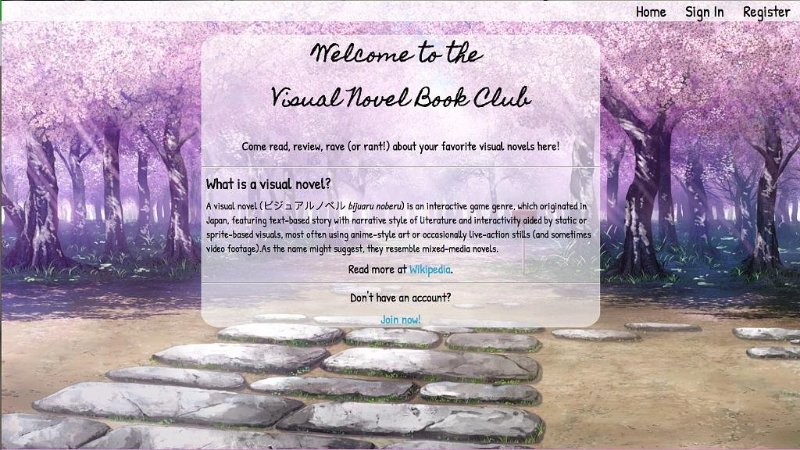 Home Sign In Register
Welcome to the
Visual Novel Book Club
Come read, review, rave (or rant!) about your favorite visual novels here!
What is a visual novel?
A visual novel (ビジュアルノベル bijuaru noberu) is an interactive game genre, which originated in
Japan, featuring text-based story with narrative style of literature and interactivity aided by static or
sprite-based visuals, most often using anime-style art or occasionally live-action stills (and sometimes
video footage).As the name might suggest, they resemble mixed-media novels.
Read more at Wikipedia.
Don't have an account?
Join now!